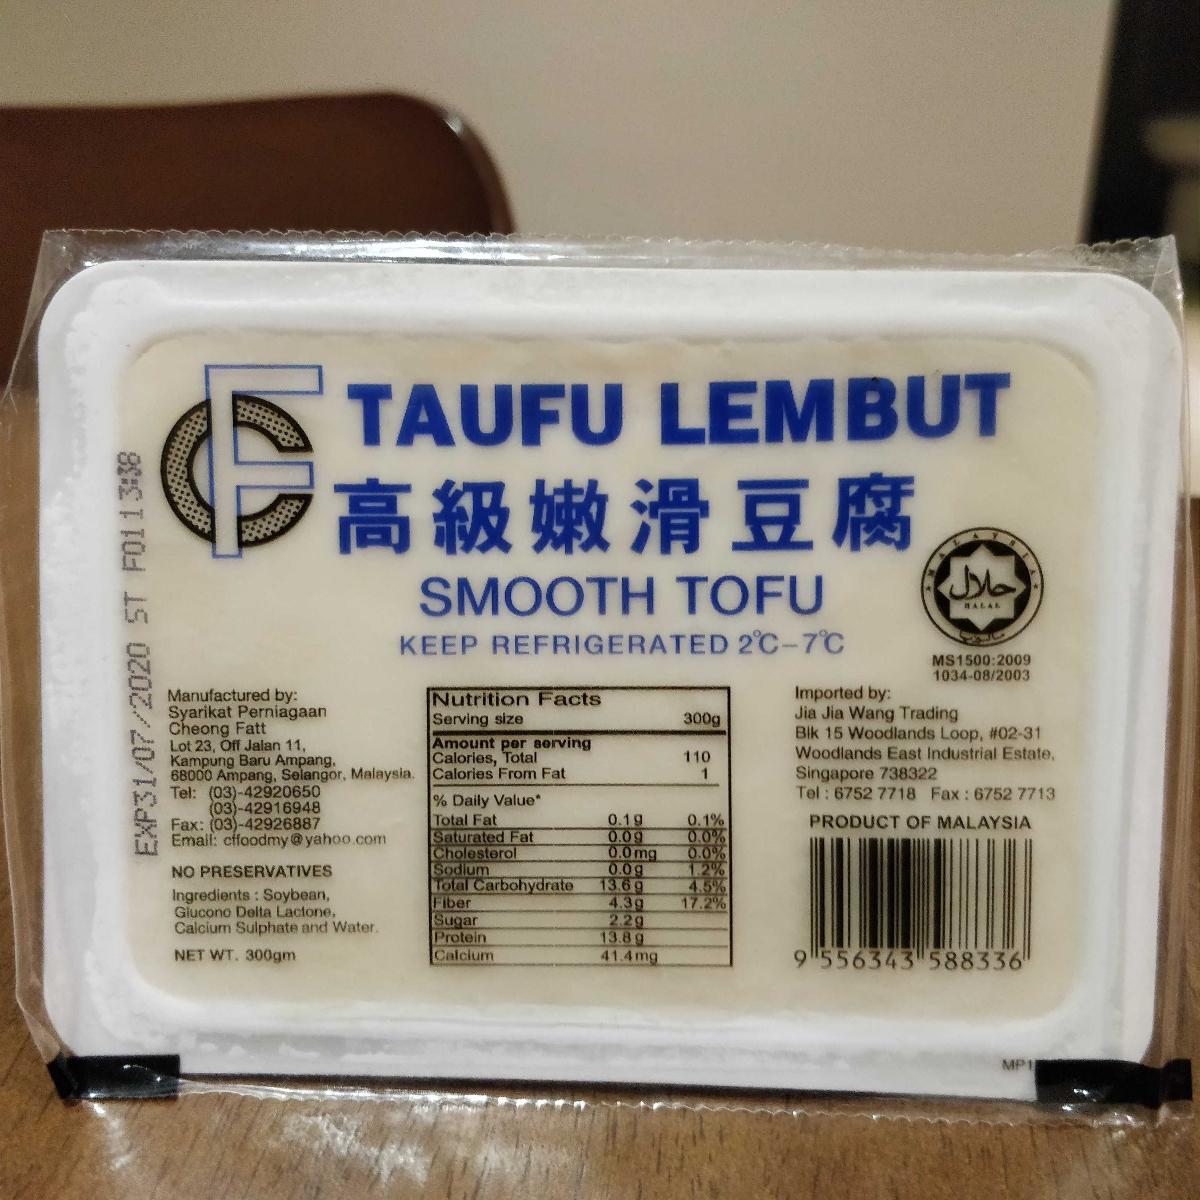 CF
TAUFU LEMBUT
高級嫩滑豆腐
SMOOTH TOFU
KEEP REFRIGERATED 2℃-7℃
MALAYSIA
حلال
HALAL
MS1500:2009
1034-08/2003
EXP31/07/2020 ST F01 13:38
Manufactured by:
Syarikat Perniagaan
Cheong Fatt
Lot 23, Off Jalan 11,
Kampung Baru Ampang,
68000 Ampang, Selangor, Malaysia.
Tel: (03)-42920650
(03)-42916948
Fax: (03)-42926887
Email: cffoodmy@yahoo.com
NO PRESERVATIVES
Ingredients : Soybean,
Glucono Delta Lactone,
Calcium Sulphate and Water.
NET WT. 300gm
Nutrition Facts
Serving size 300g
Amount per serving
Calories, Total 110
Calories From Fat 1
% Daily Value*
Total Fat 0.1g 0.1%
Saturated Fat 0.0g 0.0%
Cholesterol 0.0mg 0.0%
Sodium 0.0g 1.2%
Total Carbohydrate 13.6g 4.5%
Fiber 4.3g 17.2%
Sugar 2.2g
Protein 13.8g
Calcium 41.4mg
Imported by:
Jia Jia Wang Trading
Blk 15 Woodlands Loop, #02-31
Woodlands East Industrial Estate,
Singapore 738322
Tel : 6752 7718 Fax : 6752 7713
PRODUCT OF MALAYSIA
9 556343 588336